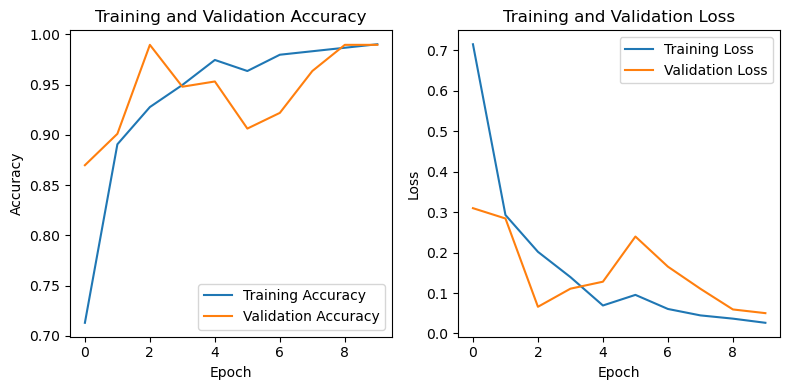 Training and Validation Accuracy
1.00
0.95
0.90
0.85
0.80
0.75
0.70
Accuracy
Training Accuracy
Validation Accuracy
0 2 4 6 8
Epoch
Training and Validation Loss
Training Loss
Validation Loss
0.7
0.6
0.5
0.4
0.3
0.2
0.1
0.0
Loss
0 2 4 6 8
Epoch